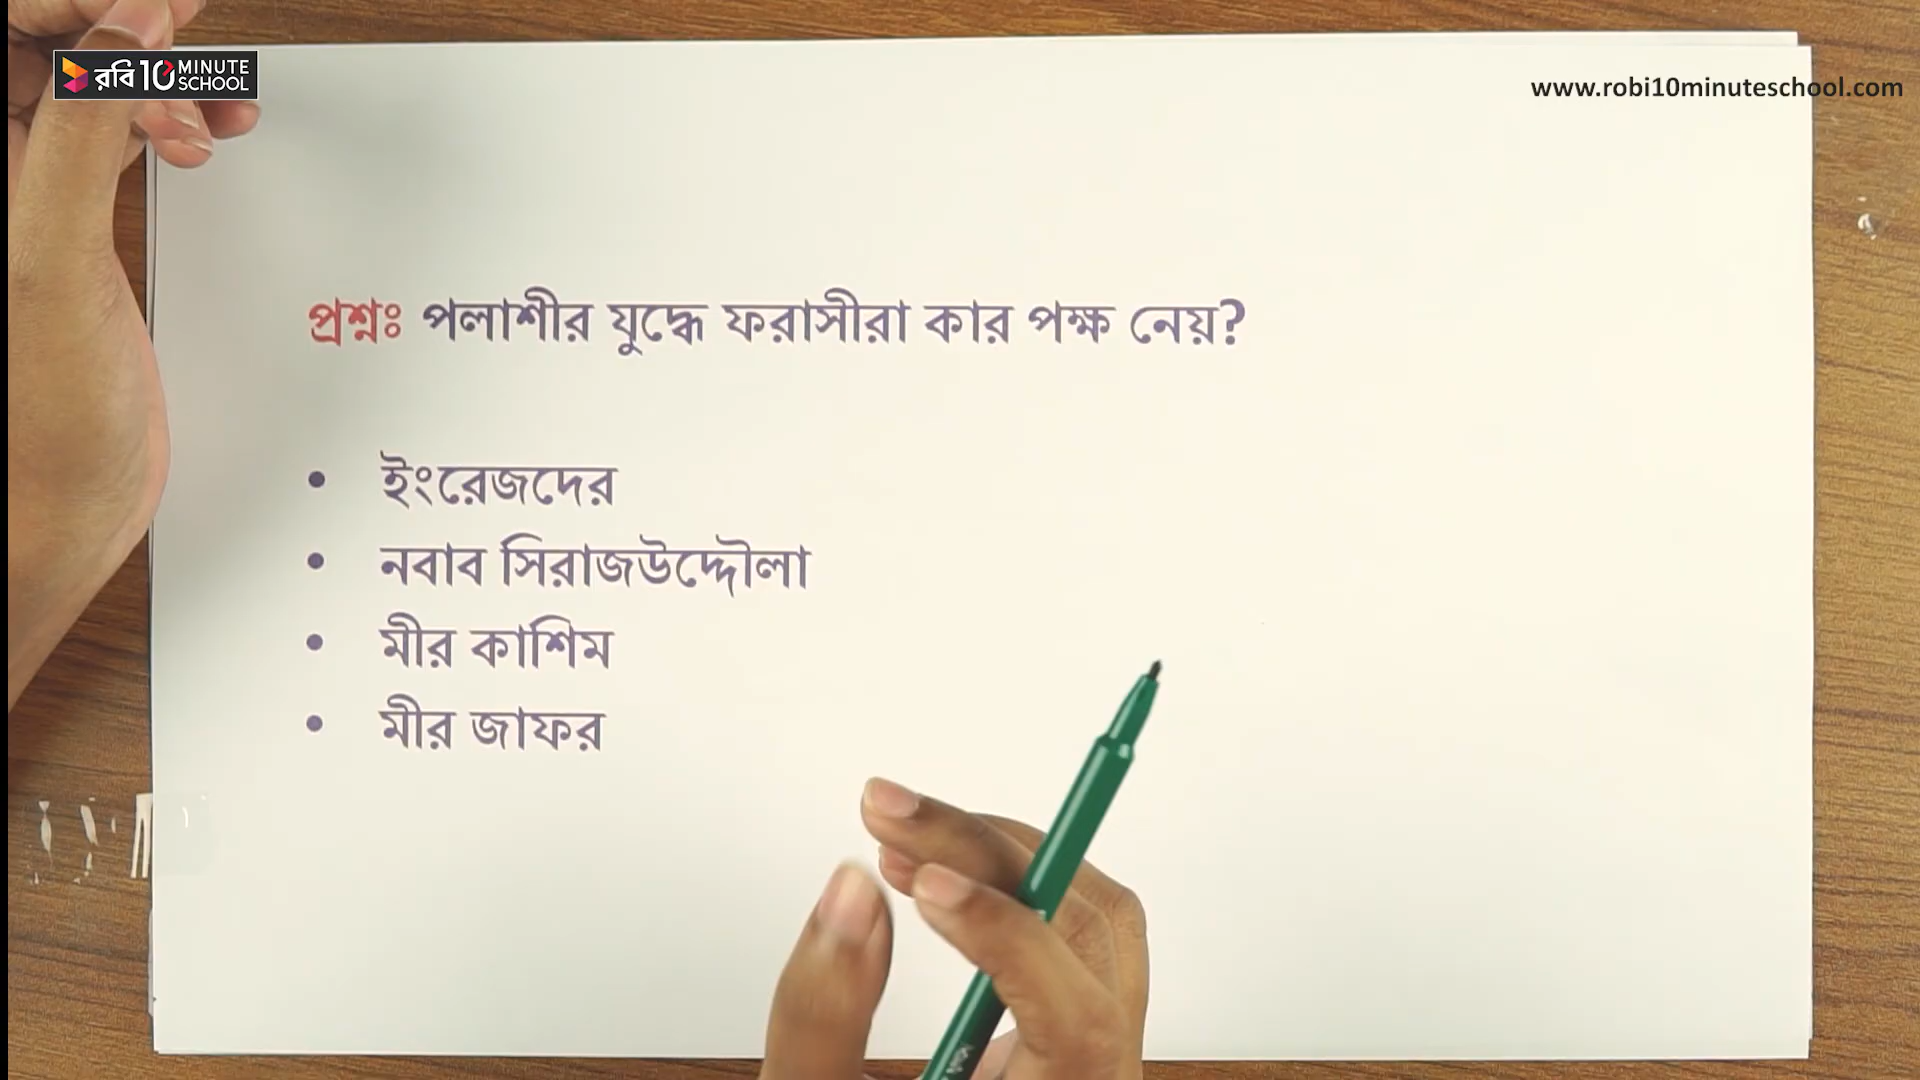 রবি 10 MINUTE SCHOOL
www.robi10minuteschool.com
প্রশ্নঃ পলাশীর যুদ্ধে ফরাসীরা কার পক্ষ নেয়?
• ইংরেজদের
• নবাব সিরাজউদ্দৌলা
• মীর কাশিম
• মীর জাফর